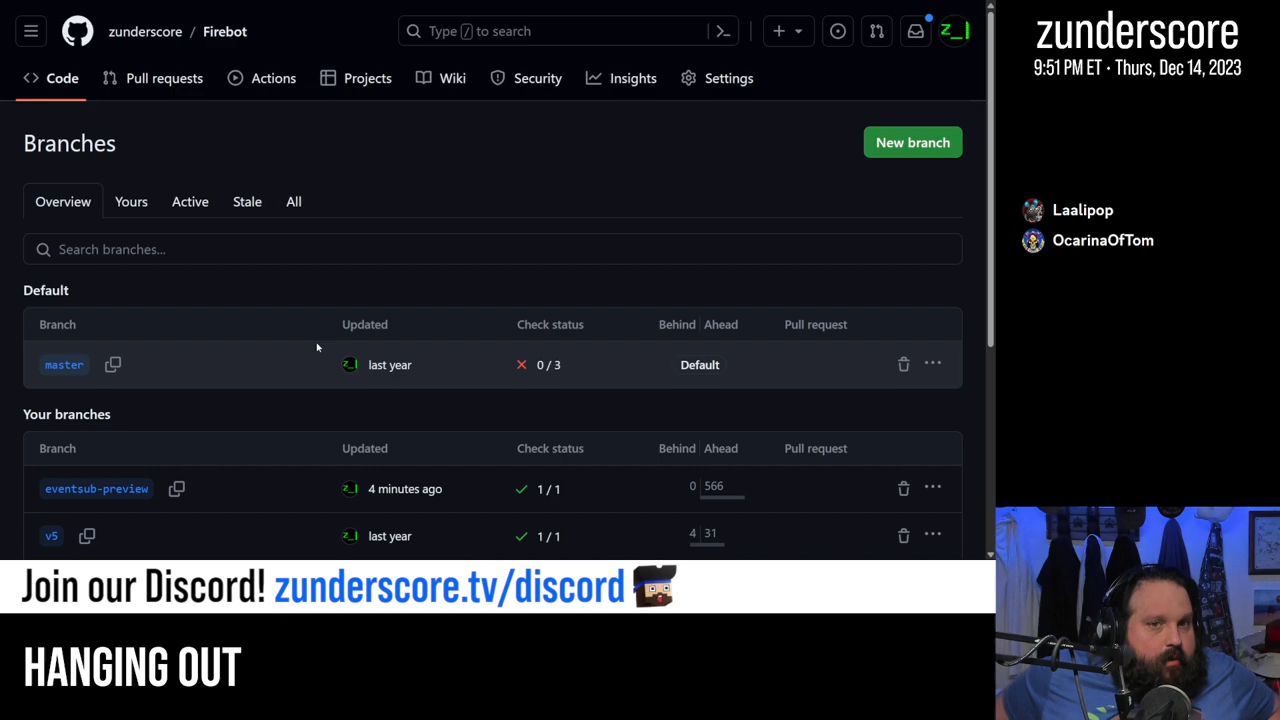 zunderscore / Firebot
Type / to search
Code
Pull requests
Actions
Projects
Wiki
Security
Insights
Settings
Branches
New branch
Overview
Yours
Active
Stale
All
Search branches...
Default
Branch
Updated
Check status
Behind
Ahead
Pull request
master
last year
0 / 3
Default
Your branches
Branch
Updated
Check status
Behind
Ahead
Pull request
eventsub-preview
4 minutes ago
1 / 1
0
566
v5
last year
1 / 1
4
31
Join our Discord! zunderscore.tv/discord
HANGING OUT
zunderscore
9:51 PM ET · Thurs, Dec 14, 2023
Laalipop
OcarinaOfTom